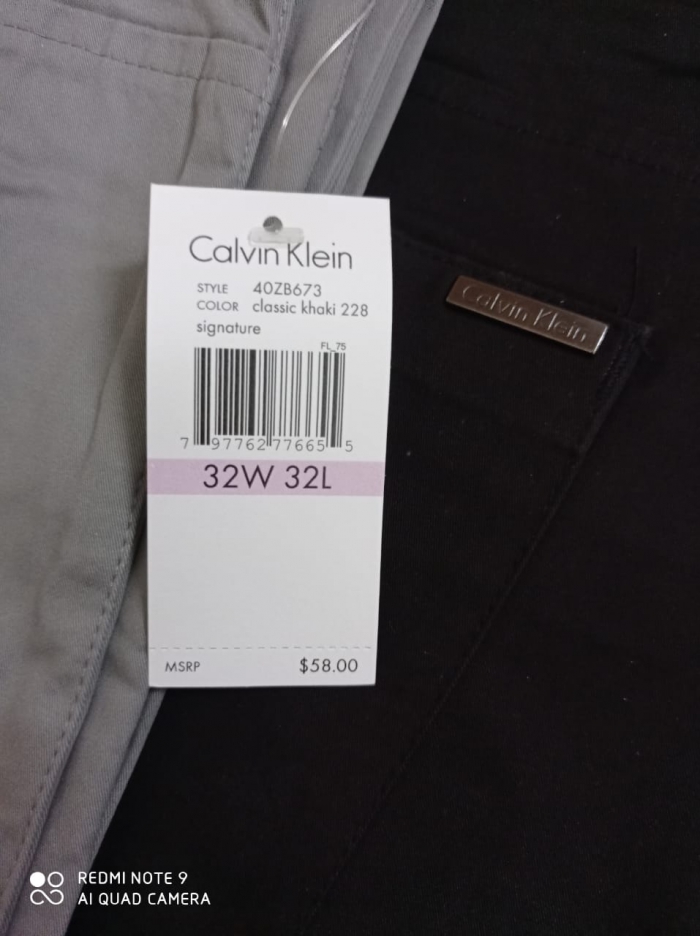 Calvin Klein
STYLE 40ZB673
COLOR classic khaki 228
signature
FL_75
7 97762 77665 5
32W 32L
MSRP $58.00
Calvin Klein
REDMI NOTE 9
AI QUAD CAMERA